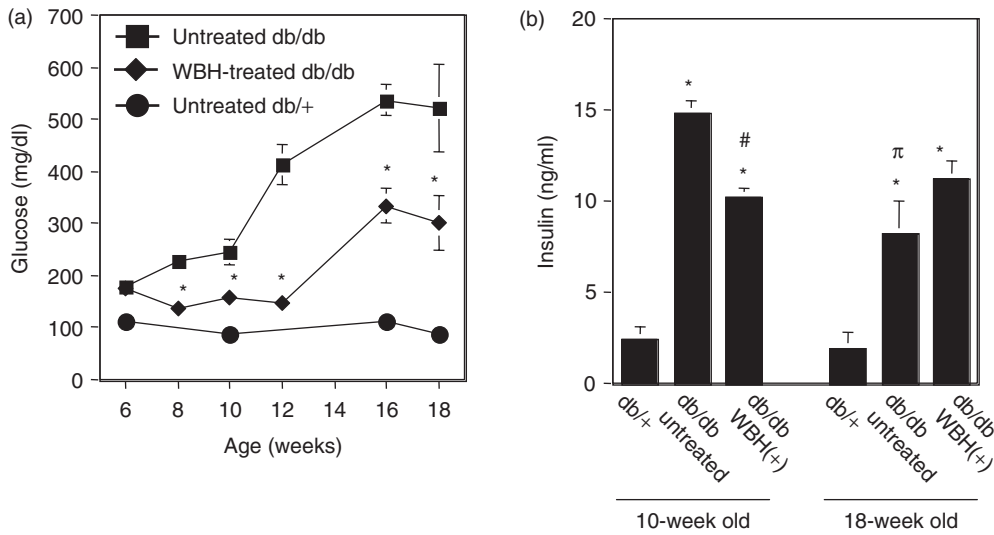 (a)
700
600
500
400
300
200
100
0
Glucose (mg/dl)
Untreated db/db
WBH-treated db/db
Untreated db/+
*
*
*
*
*
6 8 10 12 14 16 18
Age (weeks)
(b)
20
15
10
5
0
Insulin (ng/ml)
*
#
*
π
*
*
db/+
db/db
untreated
db/db
WBH(+)
db/+
db/db
untreated
db/db
WBH(+)
10-week old
18-week old